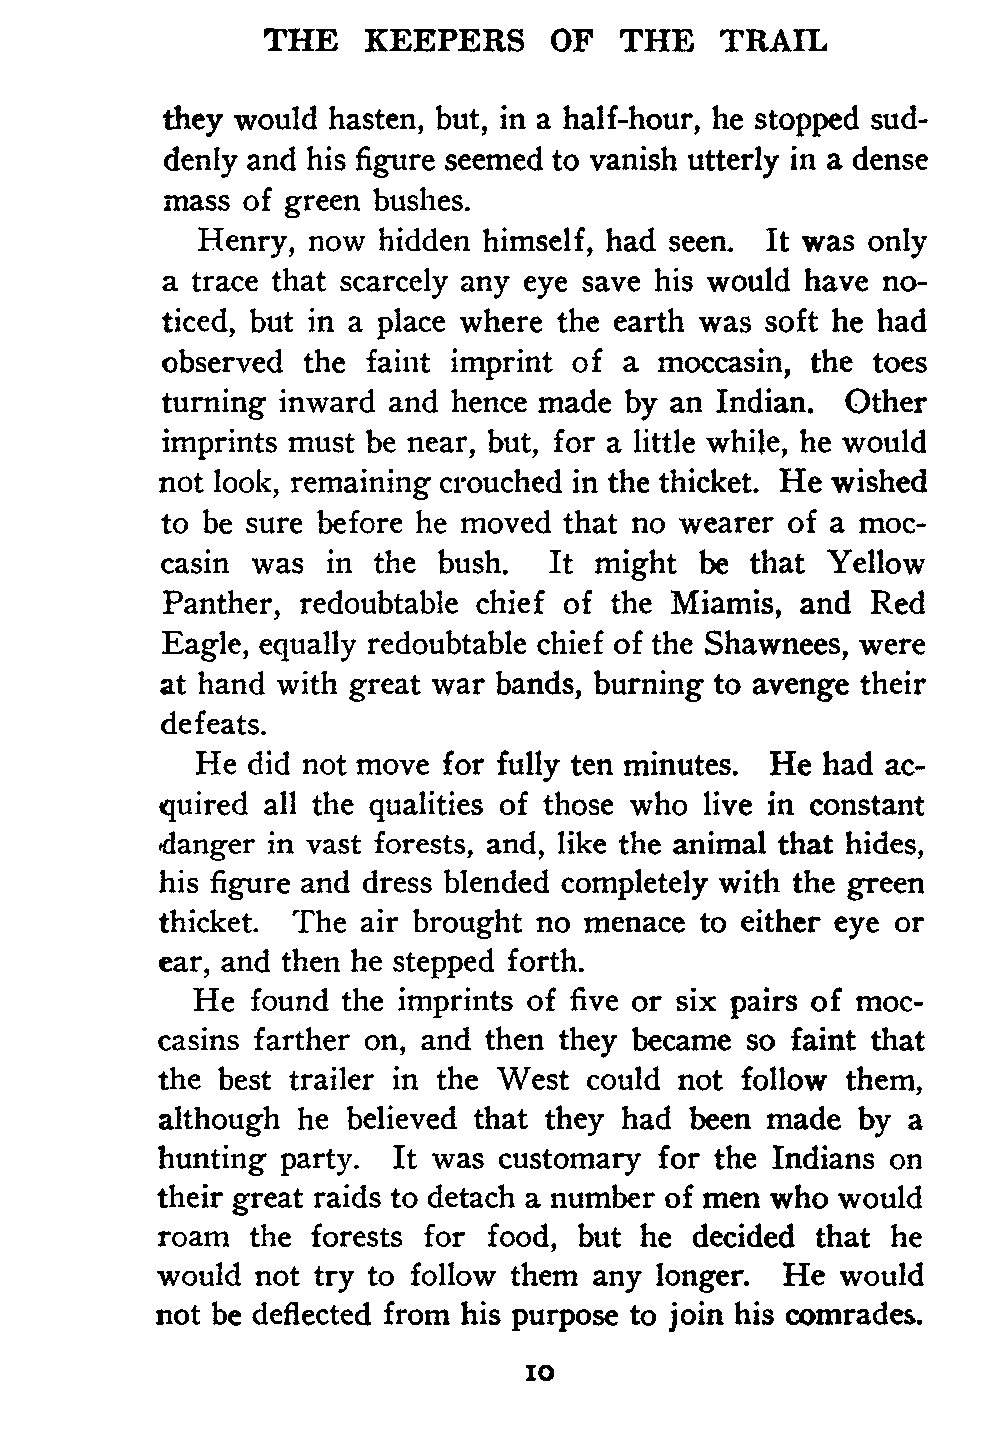 THE KEEPERS OF THE TRAIL
they would hasten, but, in a half-hour, he stopped sud-
denly and his figure seemed to vanish utterly in a dense
mass of green bushes.
Henry, now hidden himself, had seen. It was only
a trace that scarcely any eye save his would have no-
ticed, but in a place where the earth was soft he had
observed the faint imprint of a moccasin, the toes
turning inward and hence made by an Indian. Other
imprints must be near, but, for a little while, he would
not look, remaining crouched in the thicket. He wished
to be sure before he moved that no wearer of a moc-
casin was in the bush. It might be that Yellow
Panther, redoubtable chief of the Miamis, and Red
Eagle, equally redoubtable chief of the Shawnees, were
at hand with great war bands, burning to avenge their
defeats.
He did not move for fully ten minutes. He had ac-
quired all the qualities of those who live in constant
danger in vast forests, and, like the animal that hides,
his figure and dress blended completely with the green
thicket. The air brought no menace to either eye or
ear, and then he stepped forth.
He found the imprints of five or six pairs of moc-
casins farther on, and then they became so faint that
the best trailer in the West could not follow them,
although he believed that they had been made by a
hunting party. It was customary for the Indians on
their great raids to detach a number of men who would
roam the forests for food, but he decided that he
would not try to follow them any longer. He would
not be deflected from his purpose to join his comrades.
10